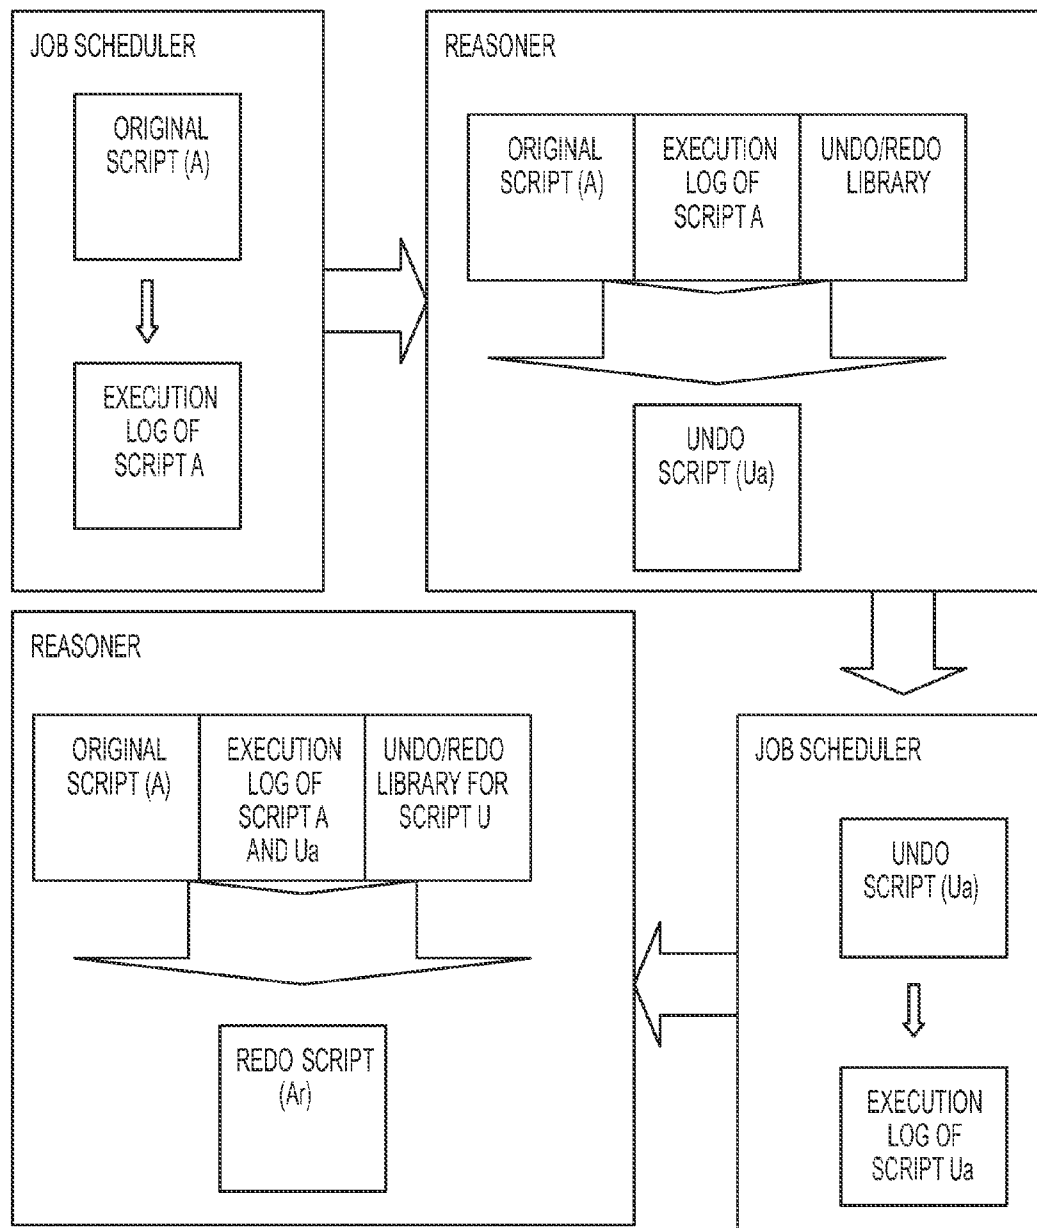 JOB SCHEDULER
ORIGINAL
SCRIPT (A)
EXECUTION
LOG OF
SCRIPT A
REASONER
ORIGINAL
SCRIPT (A)
EXECUTION
LOG OF
SCRIPT A
UNDO/REDO
LIBRARY
UNDO
SCRIPT (Ua)
JOB SCHEDULER
UNDO
SCRIPT (Ua)
EXECUTION
LOG OF
SCRIPT Ua
REASONER
ORIGINAL
SCRIPT (A)
EXECUTION
LOG OF
SCRIPT A
AND Ua
UNDO/REDO
LIBRARY FOR
SCRIPT U
REDO SCRIPT
(Ar)